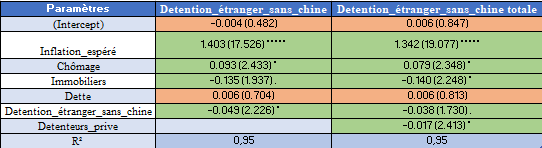 Paramètres Detention_étranger_sans_chine Detention_étranger_sans_chine totale
(Intercept) -0.004 (0.482) 0.006 (0.847)
Inflation_espéré 1.403 (17.526) ***** 1.342 (19.077) *****
Chômage 0.093 (2.433) * 0.079 (2.348) *
Immobiliers -0.135 (1.937) . -0.140 (2.248) *
Dette 0.006 (0.704) 0.006 (0.813)
Detention_étranger_sans_chine -0.049 (2.226) * -0.038 (1.730) .
Detenteurs_prive -0.017 (2.413) *
R² 0,95 0,95